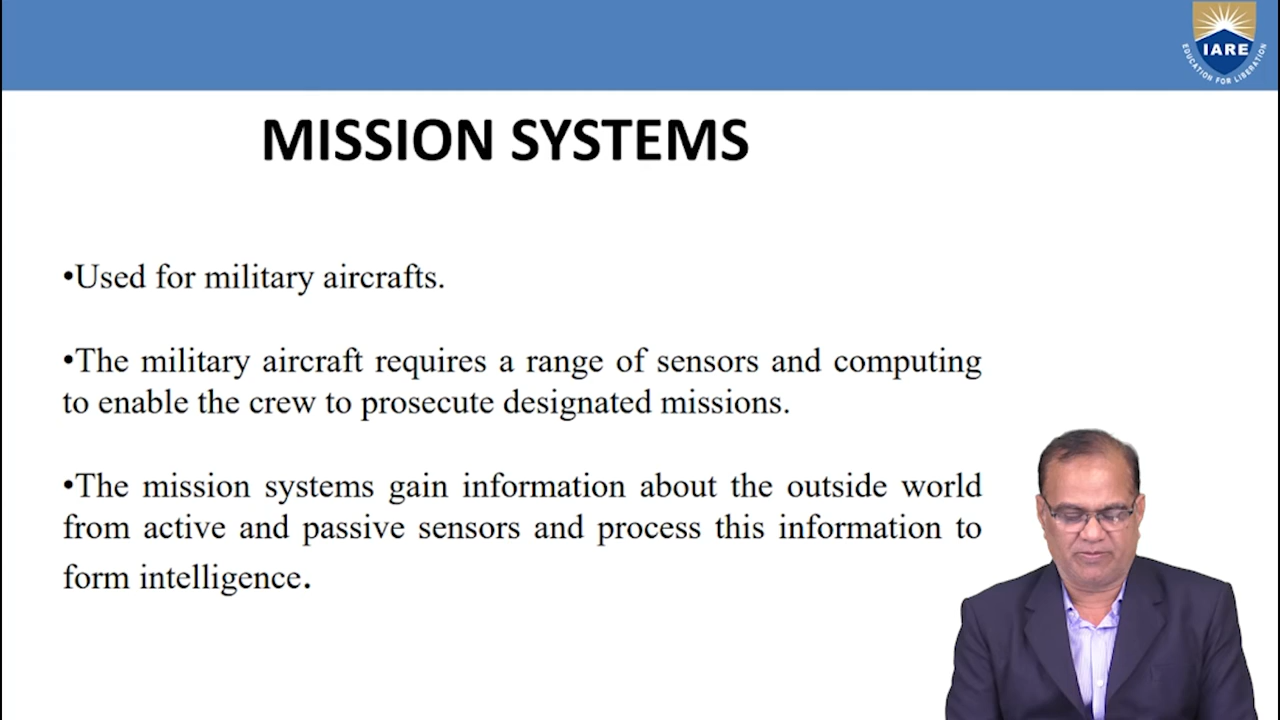 IARE
EDUCATION FOR LIBERATION
MISSION SYSTEMS
•Used for military aircrafts.
•The military aircraft requires a range of sensors and computing
to enable the crew to prosecute designated missions.
•The mission systems gain information about the outside world
from active and passive sensors and process this information to
form intelligence.